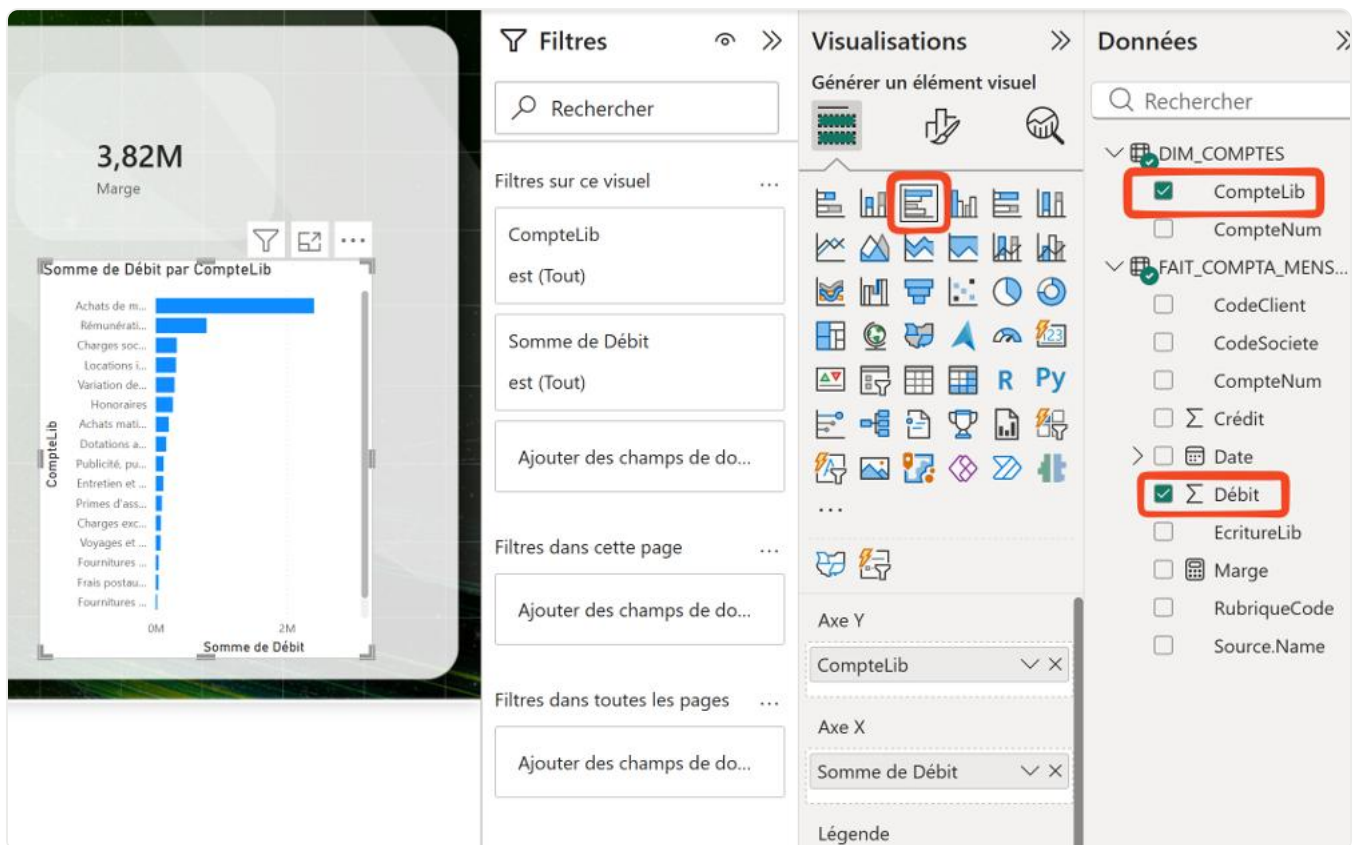 3,82M
Marge
Somme de Débit par CompteLib
CompteLib
Achats de m...
Rémunérati...
Charges soc...
Locations i...
Variation de...
Honoraires
Achats mati...
Dotations a...
Publicité, pu...
Entretien et ...
Primes d'ass...
Charges exc...
Voyages et ...
Fournitures ...
Frais postau...
Fournitures ...
0M 2M
Somme de Débit
Filtres
Rechercher
Filtres sur ce visuel ...
CompteLib
est (Tout)
Somme de Débit
est (Tout)
Ajouter des champs de do...
Filtres dans cette page ...
Ajouter des champs de do...
Filtres dans toutes les pages ...
Ajouter des champs de do...
Visualisations
Générer un élément visuel
123
R Py
...
Axe Y
CompteLib
Axe X
Somme de Débit
Légende
Données
Rechercher
DIM_COMPTES
CompteLib
CompteNum
FAIT_COMPTA_MENS...
CodeClient
CodeSociete
CompteNum
Σ Crédit
Date
Σ Débit
EcritureLib
Marge
RubriqueCode
Source.Name